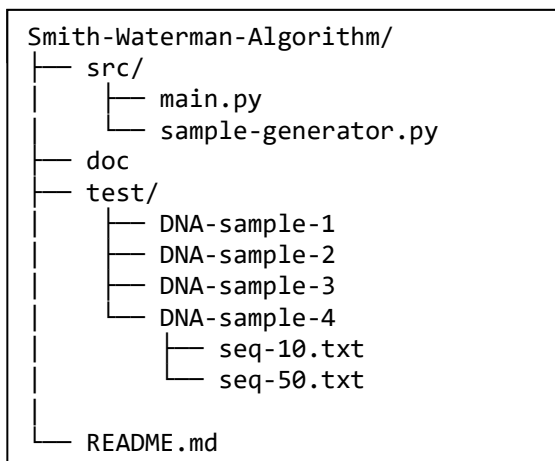 Smith-Waterman-Algorithm/
├── src/
│   ├── main.py
│   └── sample-generator.py
├── doc
├── test/
│   ├── DNA-sample-1
│   ├── DNA-sample-2
│   ├── DNA-sample-3
│   └── DNA-sample-4
│       ├── seq-10.txt
│       └── seq-50.txt
│
└── README.md